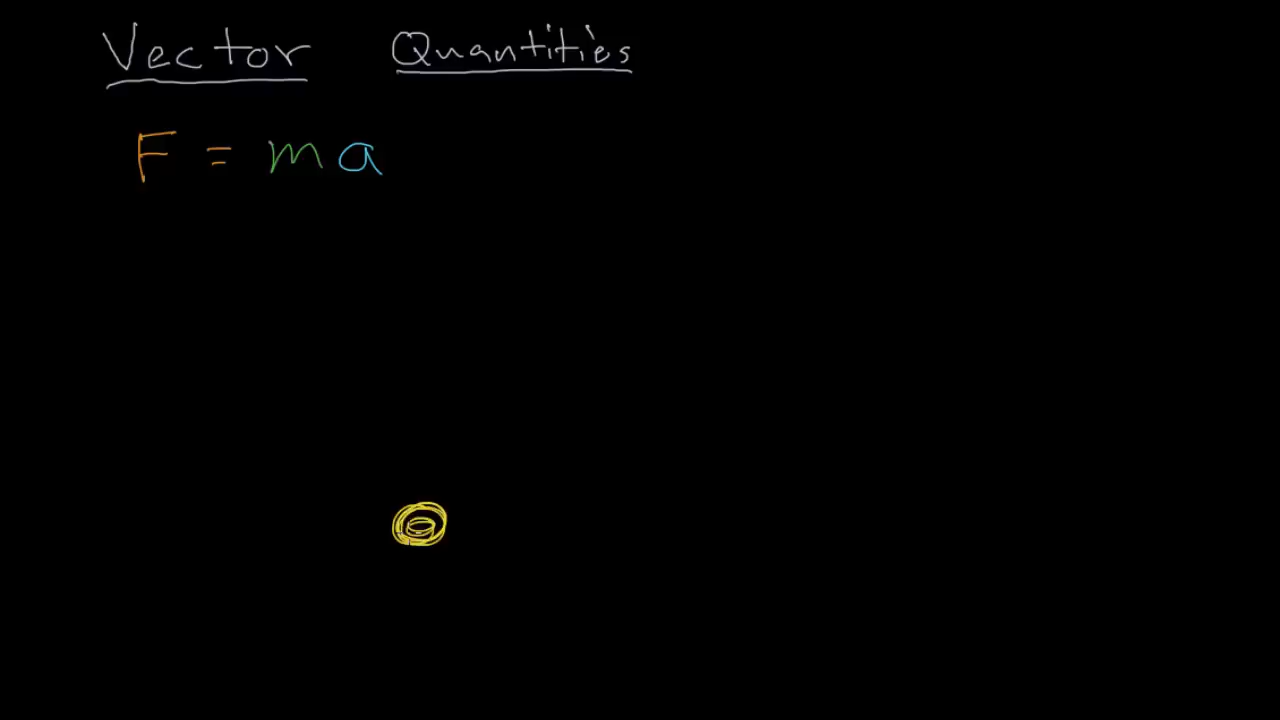 Vector Quantities
F = ma